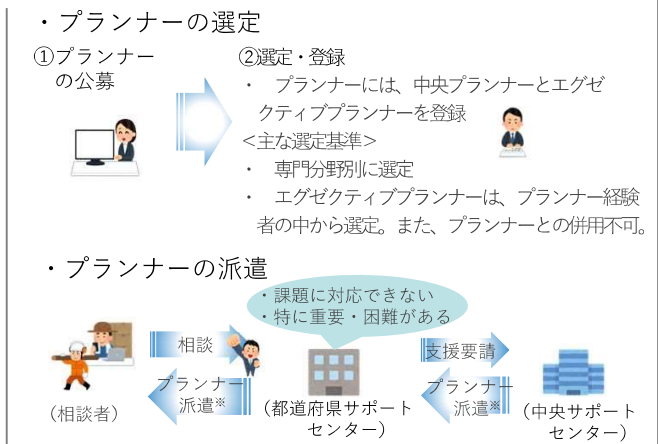 ・プランナーの選定
①プランナー
の公募
②選定・登録
・　プランナーには、中央プランナーとエグゼ
クティブプランナーを登録
＜主な選定基準＞
・　専門分野別に選定
・　エグゼクティブプランナーは、プランナー経験
者の中から選定。また、プランナーとの併用不可。
・プランナーの派遣
・課題に対応できない
・特に重要・困難がある
相談
支援要請
プランナー
派遣※
プランナー
派遣※
（相談者）
（都道府県サポート
センター）
（中央サポート
センター）